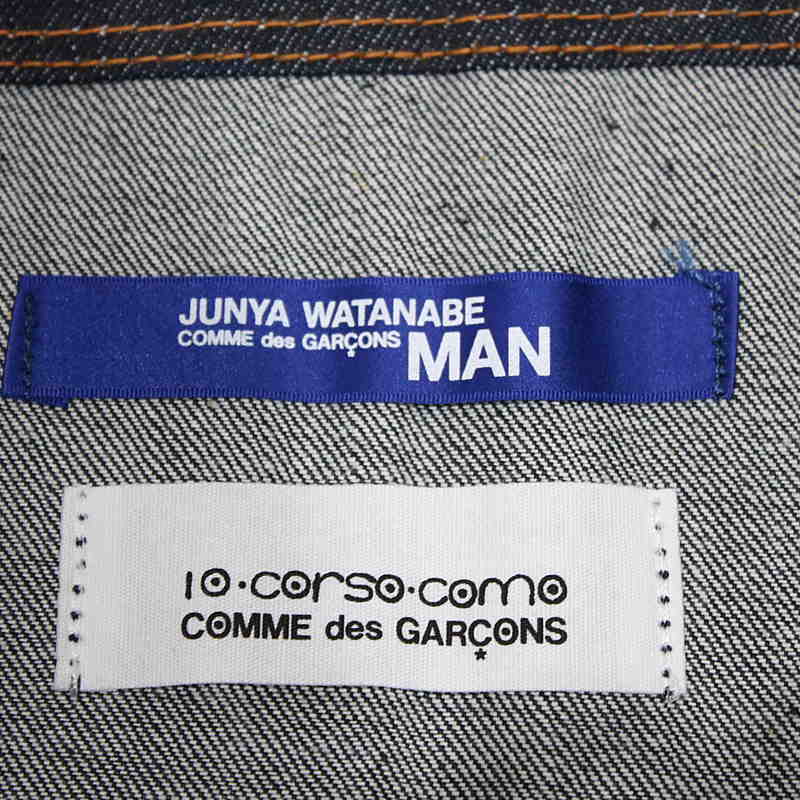 JUNYA WATANABE
COMME des GARÇONS MAN
10·corso·como
COMME des GARÇONS
*